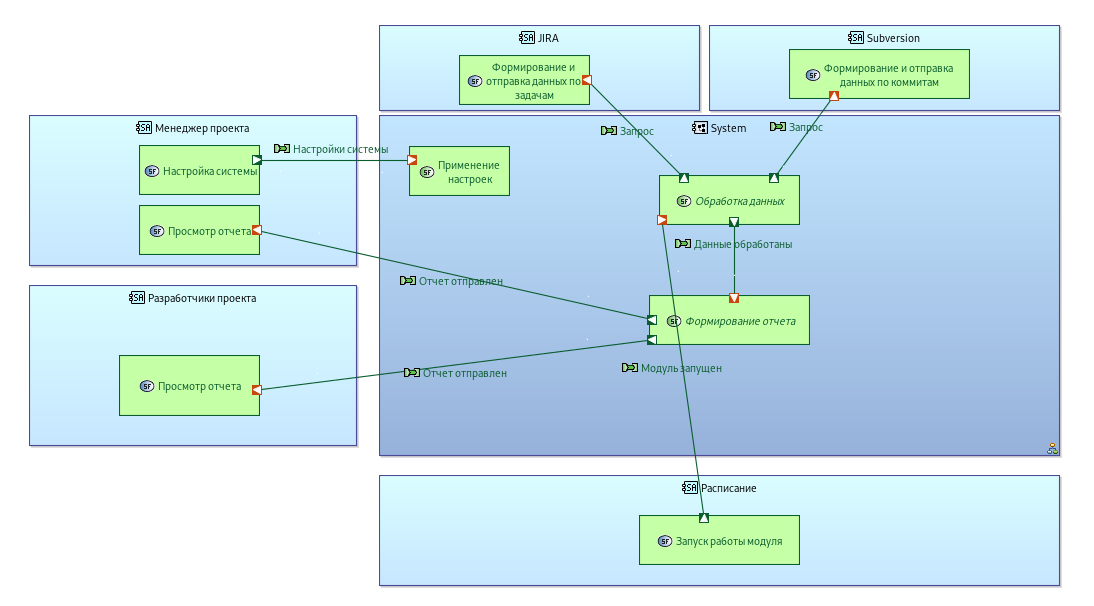 JIRA
Формирование и
отправка данных по
задачам
Subversion
Формирование и отправка
данных по коммитам
Менеджер проекта
Настройка системы
Просмотр отчета
Настройки системы
System
Запрос
Запрос
Применение
настроек
Обработка данных
Данные обработаны
Отчет отправлен
Формирование отчета
Разработчики проекта
Просмотр отчета
Отчет отправлен
Модуль запущен
Расписание
Запуск работы модуля